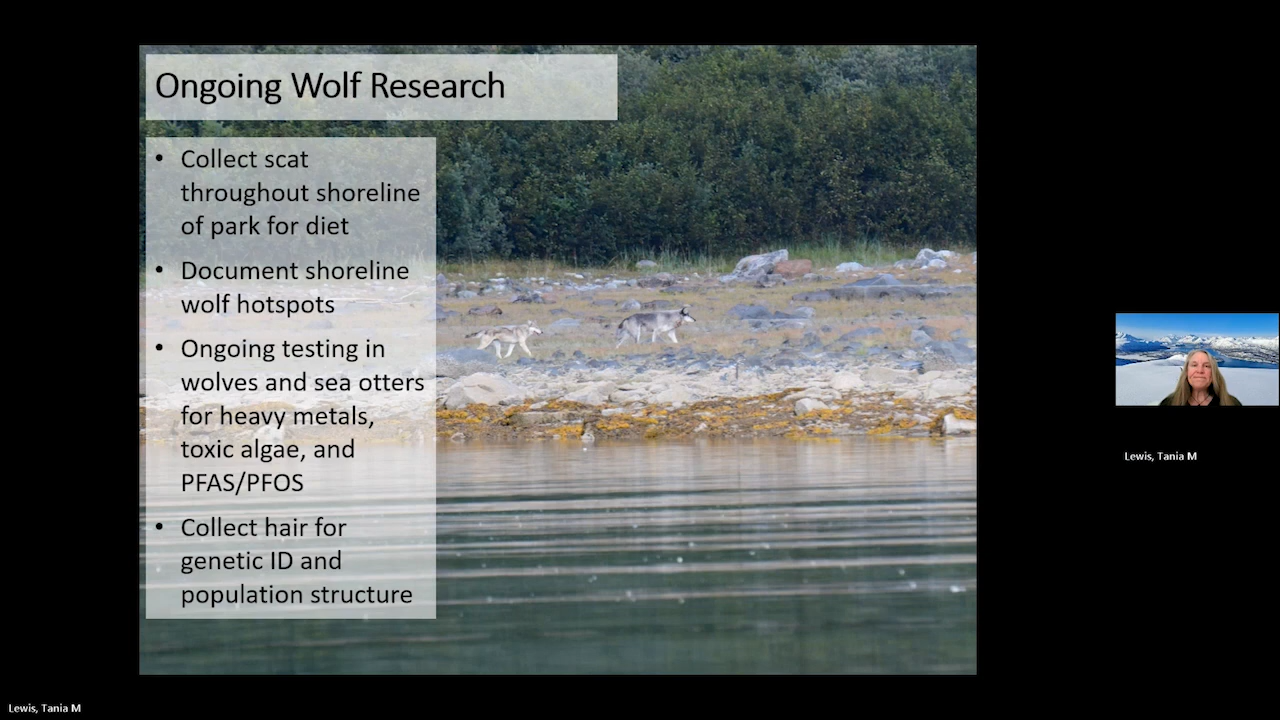 Ongoing Wolf Research
• Collect scat
throughout shoreline
of park for diet
• Document shoreline
wolf hotspots
• Ongoing testing in
wolves and sea otters
for heavy metals,
toxic algae, and
PFAS/PFOS
• Collect hair for
genetic ID and
population structure
Lewis, Tania M
Lewis, Tania M